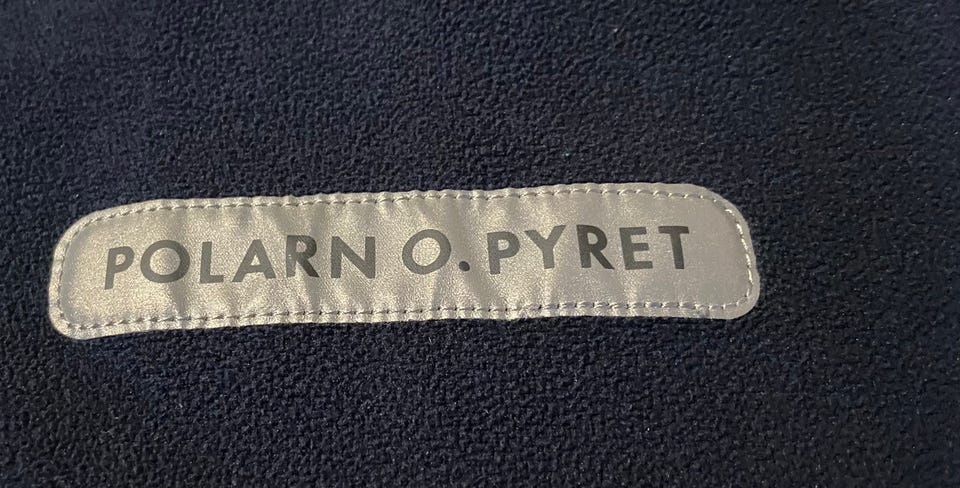 POLARN O. PYRET